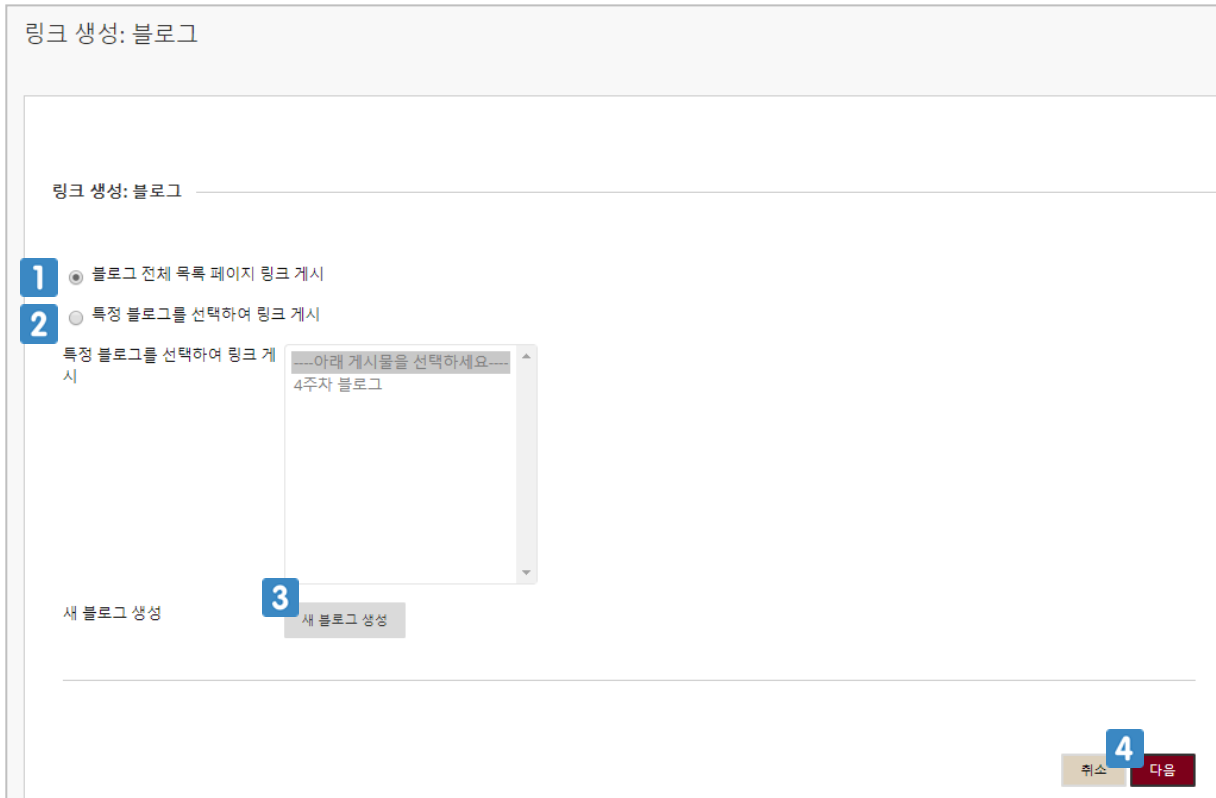 링크 생성: 블로그
링크 생성: 블로그
1 블로그 전체 목록 페이지 링크 게시
2 특정 블로그를 선택하여 링크 게시
특정 블로그를 선택하여 링크 게
시
----아래 게시물을 선택하세요----
4주차 블로그
3
새 블로그 생성
새 블로그 생성
4
취소 다음